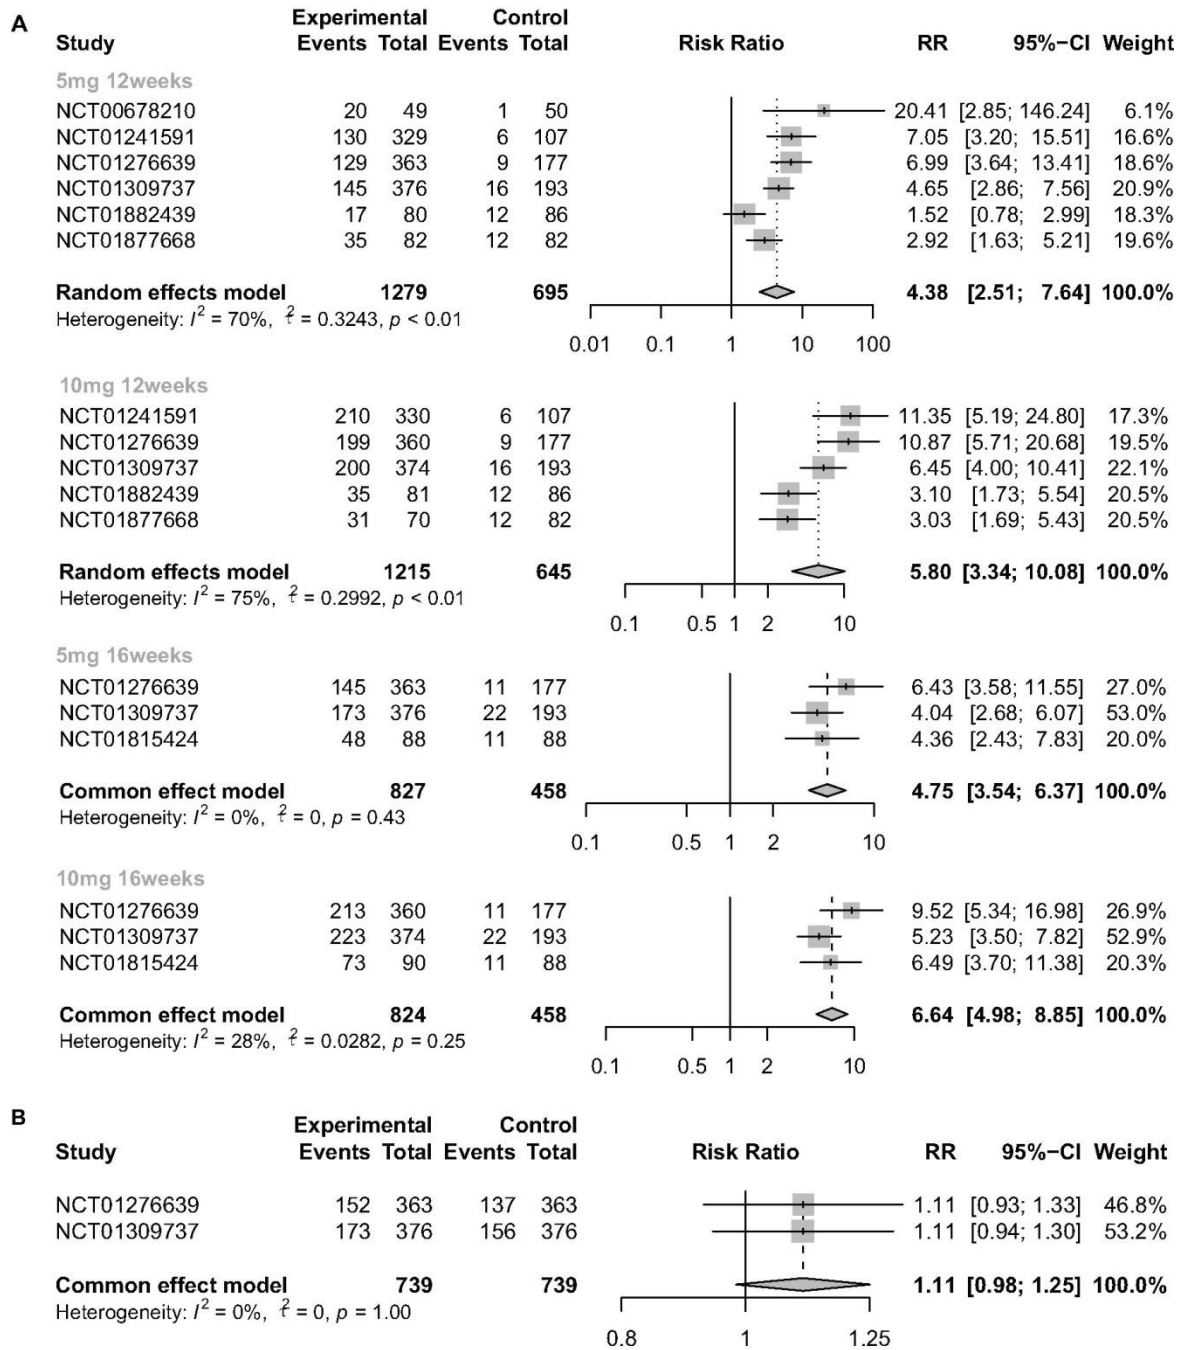 A
Experimental Control
Study Events Total Events Total Risk Ratio RR 95%−CI Weight
5mg 12weeks
NCT00678210 20 49 1 50 20.41 [2.85; 146.24] 6.1%
NCT01241591 130 329 6 107 7.05 [3.20; 15.51] 16.6%
NCT01276639 129 363 9 177 6.99 [3.64; 13.41] 18.6%
NCT01309737 145 376 16 193 4.65 [2.86; 7.56] 20.9%
NCT01882439 17 80 12 86 1.52 [0.78; 2.99] 18.3%
NCT01877668 35 82 12 82 2.92 [1.63; 5.21] 19.6%
Random effects model 1279 695 4.38 [2.51; 7.64] 100.0%
Heterogeneity: I² = 70%, τ² = 0.3243, p < 0.01
0.01 0.1 1 10 100
10mg 12weeks
NCT01241591 210 330 6 107 11.35 [5.19; 24.80] 17.3%
NCT01276639 199 360 9 177 10.87 [5.71; 20.68] 19.5%
NCT01309737 200 374 16 193 6.45 [4.00; 10.41] 22.1%
NCT01882439 35 81 12 86 3.10 [1.73; 5.54] 20.5%
NCT01877668 31 70 12 82 3.03 [1.69; 5.43] 20.5%
Random effects model 1215 645 5.80 [3.34; 10.08] 100.0%
Heterogeneity: I² = 75%, τ² = 0.2992, p < 0.01
0.1 0.5 1 2 10
5mg 16weeks
NCT01276639 145 363 11 177 6.43 [3.58; 11.55] 27.0%
NCT01309737 173 376 22 193 4.04 [2.68; 6.07] 53.0%
NCT01815424 48 88 11 88 4.36 [2.43; 7.83] 20.0%
Common effect model 827 458 4.75 [3.54; 6.37] 100.0%
Heterogeneity: I² = 0%, τ² = 0, p = 0.43
0.1 0.5 1 2 10
10mg 16weeks
NCT01276639 213 360 11 177 9.52 [5.34; 16.98] 26.9%
NCT01309737 223 374 22 193 5.23 [3.50; 7.82] 52.9%
NCT01815424 73 90 11 88 6.49 [3.70; 11.38] 20.3%
Common effect model 824 458 6.64 [4.98; 8.85] 100.0%
Heterogeneity: I² = 28%, τ² = 0.0282, p = 0.25
0.1 0.5 1 2 10
B
Experimental Control
Study Events Total Events Total Risk Ratio RR 95%−CI Weight
NCT01276639 152 363 137 363 1.11 [0.93; 1.33] 46.8%
NCT01309737 173 376 156 376 1.11 [0.94; 1.30] 53.2%
Common effect model 739 739 1.11 [0.98; 1.25] 100.0%
Heterogeneity: I² = 0%, τ² = 0, p = 1.00
0.8 1 1.25